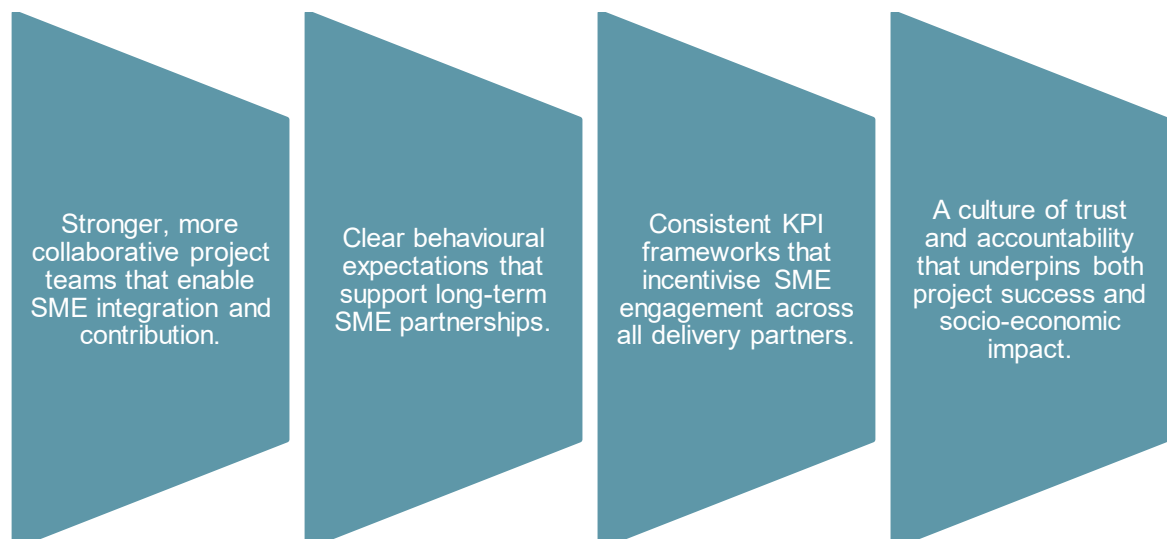 Stronger, more
collaborative project
teams that enable
SME integration and
contribution.
Clear behavioural
expectations that
support long-term
SME partnerships.
Consistent KPI
frameworks that
incentivise SME
engagement across
all delivery partners.
A culture of trust
and accountability
that underpins both
project success and
socio-economic
impact.